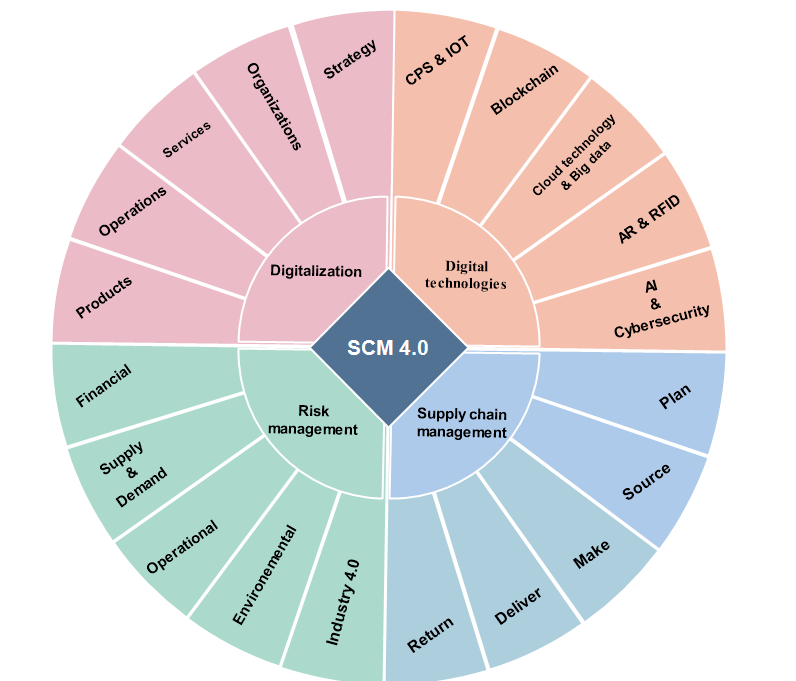 Strategy
Organizations
Services
Operations
Products
CPS & IOT
Blockchain
Cloud technology
& Big data
AR & RFID
AI
&
Cybersecurity
Digitalization
Digital
technologies
SCM 4.0
Risk
management
Supply chain
management
Financial
Supply
&
Demand
Operational
Environemental
Industry 4.0
Plan
Source
Make
Deliver
Return